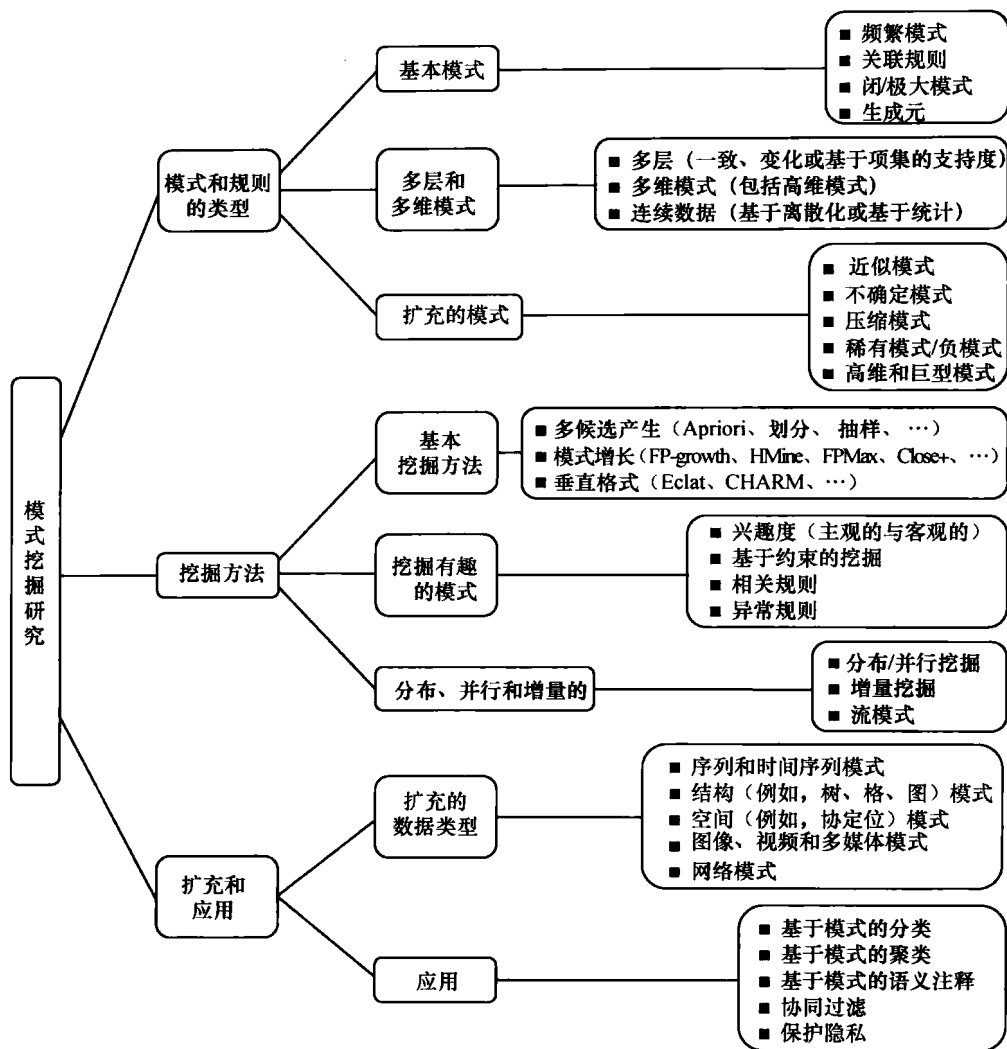 模式挖掘研究
模式和规则
的类型
基本模式
■ 频繁模式
■ 关联规则
■ 闭/极大模式
■ 生成元
多层和
多维模式
■ 多层（一致、变化或基于项集的支持度）
■ 多维模式（包括高维模式）
■ 连续数据（基于离散化或基于统计）
扩充的模式
■ 近似模式
■ 不确定模式
■ 压缩模式
■ 稀有模式/负模式
■ 高维和巨型模式
挖掘方法
基本
挖掘方法
■ 多候选产生（Apriori、划分、抽样、…）
■ 模式增长（FP-growth、HMine、FPMax、Close+、…）
■ 垂直格式（Eclat、CHARM、…）
挖掘有趣
的模式
■ 兴趣度（主观的与客观的）
■ 基于约束的挖掘
■ 相关规则
■ 异常规则
分布、并行和增量的
■ 分布/并行挖掘
■ 增量挖掘
■ 流模式
扩充和
应用
扩充的
数据类型
■ 序列和时间序列模式
■ 结构（例如，树、格、图）模式
■ 空间（例如，协定位）模式
■ 图像、视频和多媒体模式
■ 网络模式
应用
■ 基于模式的分类
■ 基于模式的聚类
■ 基于模式的语义注释
■ 协同过滤
■ 保护隐私